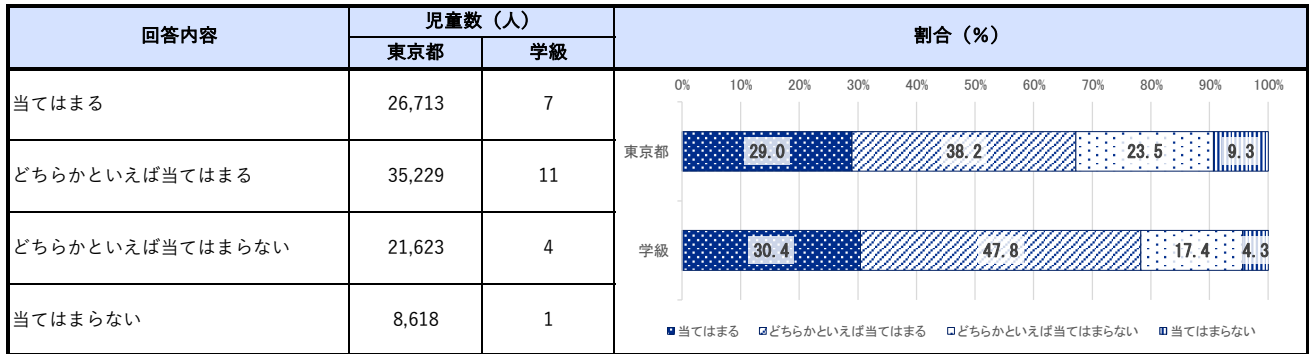 回答内容
児童数（人）
割合（%）
東京都
学級
当てはまる
26,713
7
どちらかといえば当てはまる
35,229
11
どちらかといえば当てはまらない
21,623
4
当てはまらない
8,618
1
0% 10% 20% 30% 40% 50% 60% 70% 80% 90% 100%
東京都
29.0 38.2 23.5 9.3
学級
30.4 47.8 17.4 4.3
当てはまる どちらかといえば当てはまる どちらかといえば当てはまらない 当てはまらない